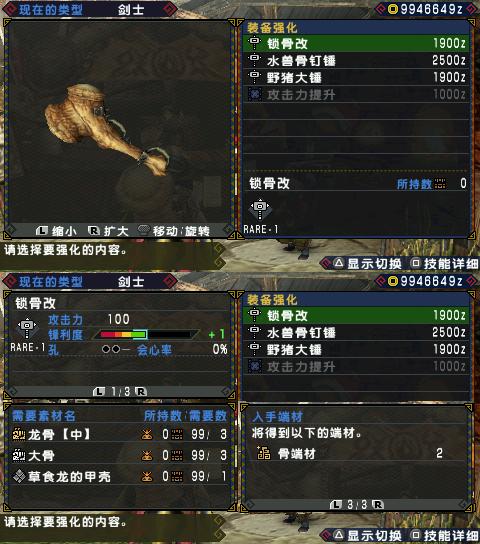 现在的类型 剑士
9946649z
装备强化
锁骨改 1900z
水兽骨钉锤 2500z
野猪大锤 1900z
攻击力提升 1000z
锁骨改 所持数 0
RARE-1
L 缩小 R 扩大 移动/旋转
请选择要强化的内容。
显示切换 技能详细
现在的类型 剑士
9946649z
锁骨改
攻击力 100
锋利度 +1
RARE-1 孔 ○○— 会心率 0%
L 1/3 R
装备强化
锁骨改 1900z
水兽骨钉锤 2500z
野猪大锤 1900z
攻击力提升 1000z
需要素材名 所持数/需要数
龙骨【中】 0 99/ 3
大骨 0 99/ 3
草食龙的甲壳 0 99/ 1
入手端材
将得到以下的端材。
骨端材 2
L 3/3 R
请选择要强化的内容。
显示切换 技能详细